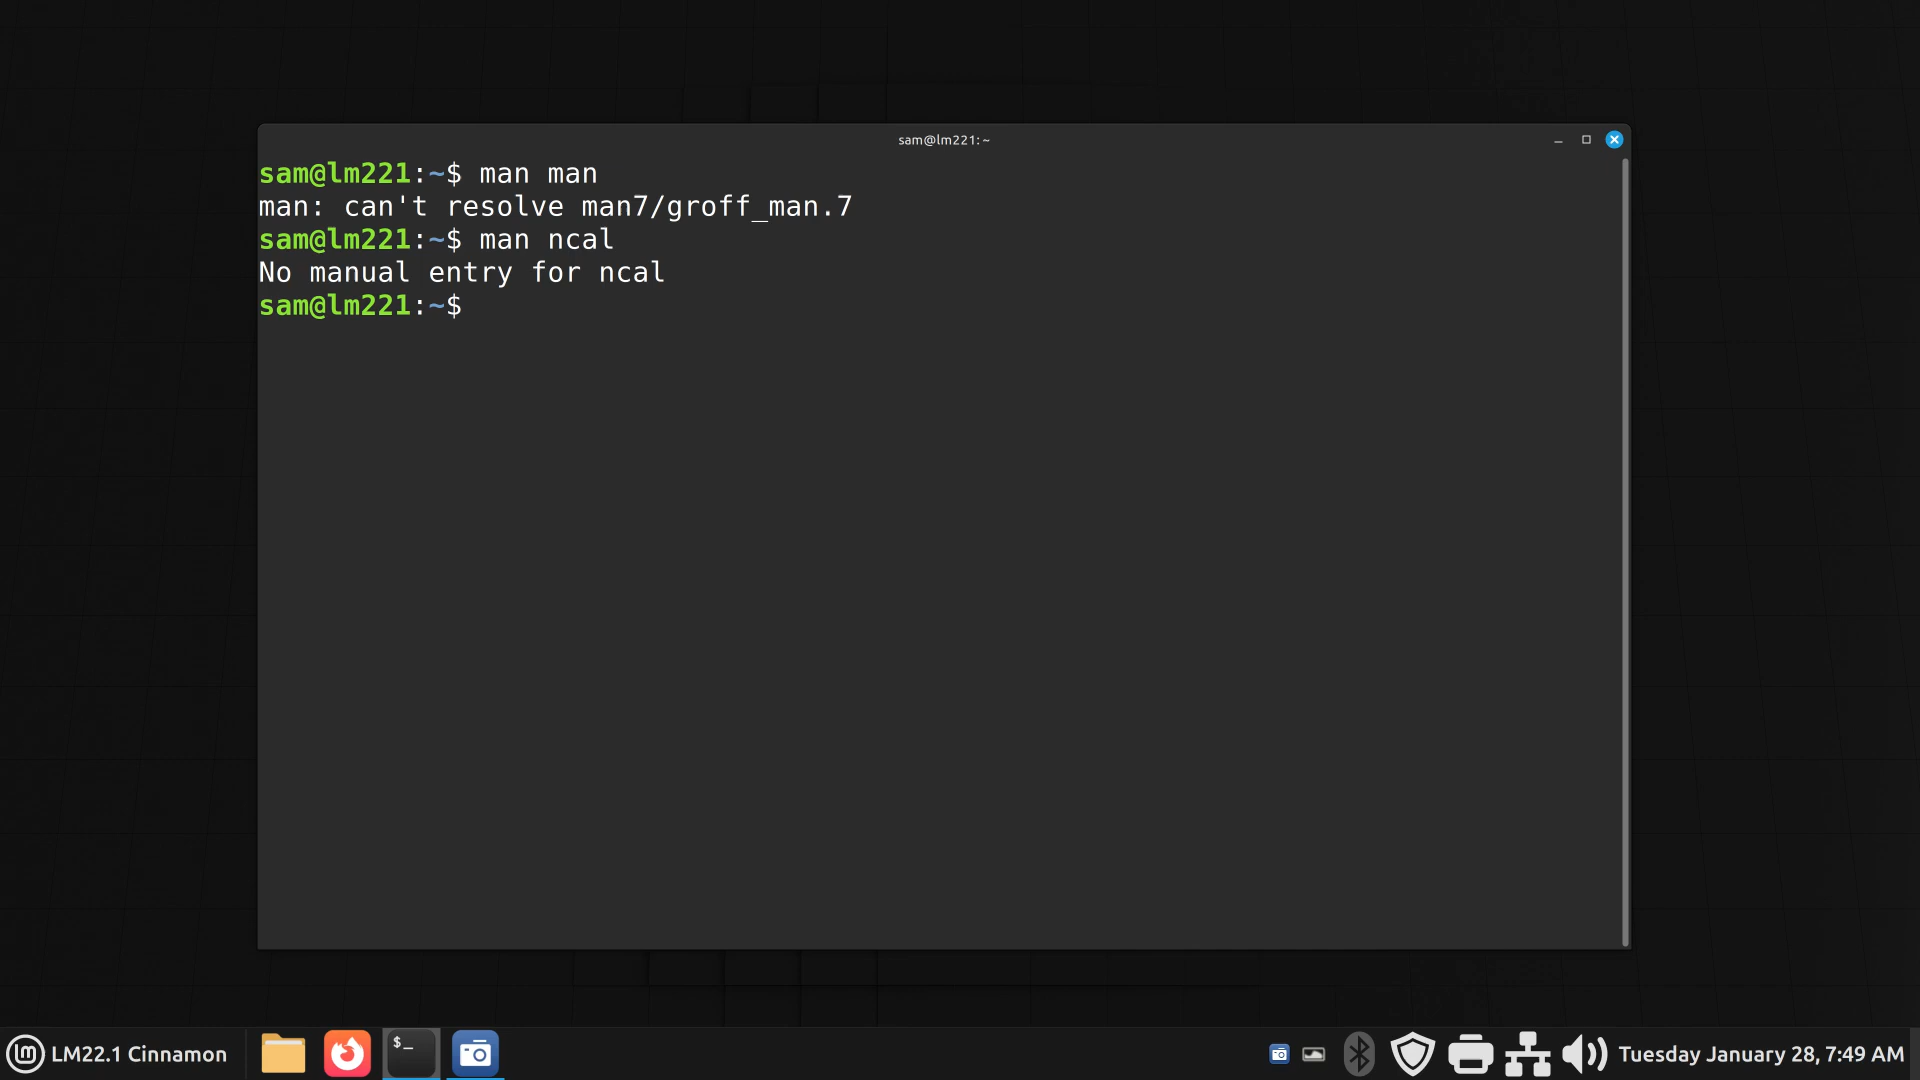 sam@lm221: ~
sam@lm221:~$ man man
man: can't resolve man7/groff_man.7
sam@lm221:~$ man ncal
No manual entry for ncal
sam@lm221:~$
$_
LM22.1 Cinnamon
Tuesday January 28, 7:49 AM